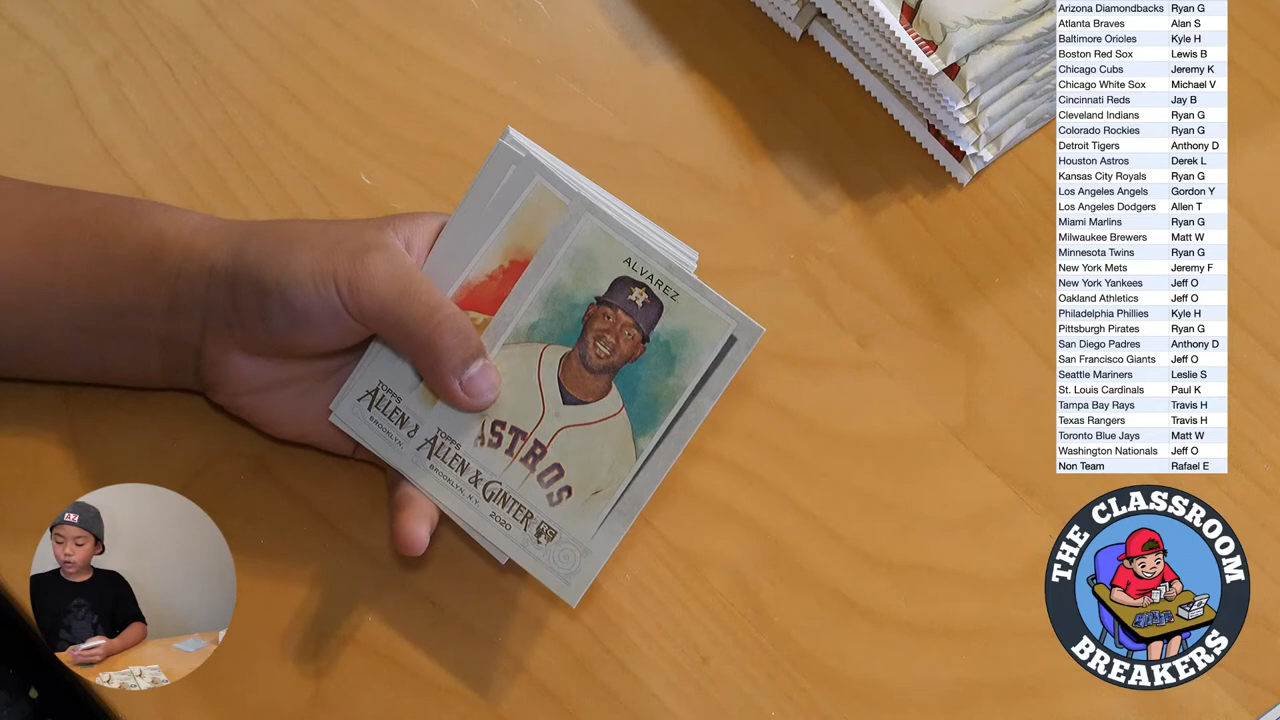 Arizona Diamondbacks Ryan G
Atlanta Braves Alan S
Baltimore Orioles Kyle H
Boston Red Sox Lewis B
Chicago Cubs Jeremy K
Chicago White Sox Michael V
Cincinnati Reds Jay B
Cleveland Indians Ryan G
Colorado Rockies Ryan G
Detroit Tigers Anthony D
Houston Astros Derek L
Kansas City Royals Ryan G
Los Angeles Angels Gordon Y
Los Angeles Dodgers Allen T
Miami Marlins Ryan G
Milwaukee Brewers Matt W
Minnesota Twins Ryan G
New York Mets Jeremy F
New York Yankees Jeff O
Oakland Athletics Jeff O
Philadelphia Phillies Kyle H
Pittsburgh Pirates Ryan G
San Diego Padres Anthony D
San Francisco Giants Jeff O
Seattle Mariners Leslie S
St. Louis Cardinals Paul K
Tampa Bay Rays Travis H
Texas Rangers Travis H
Toronto Blue Jays Matt W
Washington Nationals Jeff O
Non Team Rafael E
ALVAREZ
ASTROS
TOPPS
ALLEN &
BROOKLYN,
TOPPS
ALLEN & GINTER
BROOKLYN, N.Y.
2020
RC
AZ
THE CLASSROOM
BREAKERS